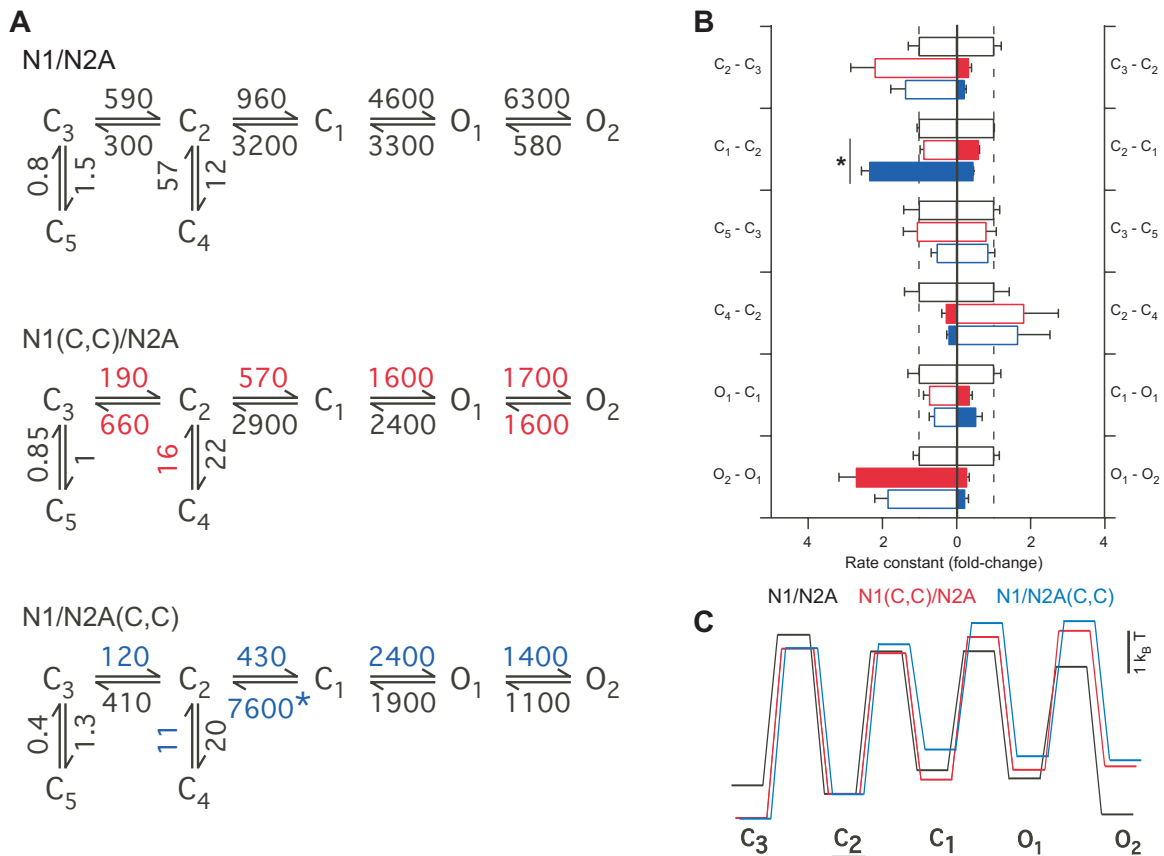 A
N1/N2A
590 960 4600 6300
C3 C2 C1 O1 O2
300 3200 3300 580
0.8 1.5 57 12
C5 C4
N1(C,C)/N2A
190 570 1600 1700
C3 C2 C1 O1 O2
660 2900 2400 1600
0.85 1 16 22
C5 C4
N1/N2A(C,C)
120 430 2400 1400
C3 C2 C1 O1 O2
410 7600* 1900 1100
0.4 1.3 11 20
C5 C4
B
C2 - C3 C3 - C2
C1 - C2 C2 - C1
*
C5 - C3 C3 - C5
C4 - C2 C2 - C4
O1 - C1 C1 - O1
O2 - O1 O1 - O2
4 2 0 2 4
Rate constant (fold-change)
N1/N2A N1(C,C)/N2A N1/N2A(C,C)
C
1 kB T
C3 C2 C1 O1 O2